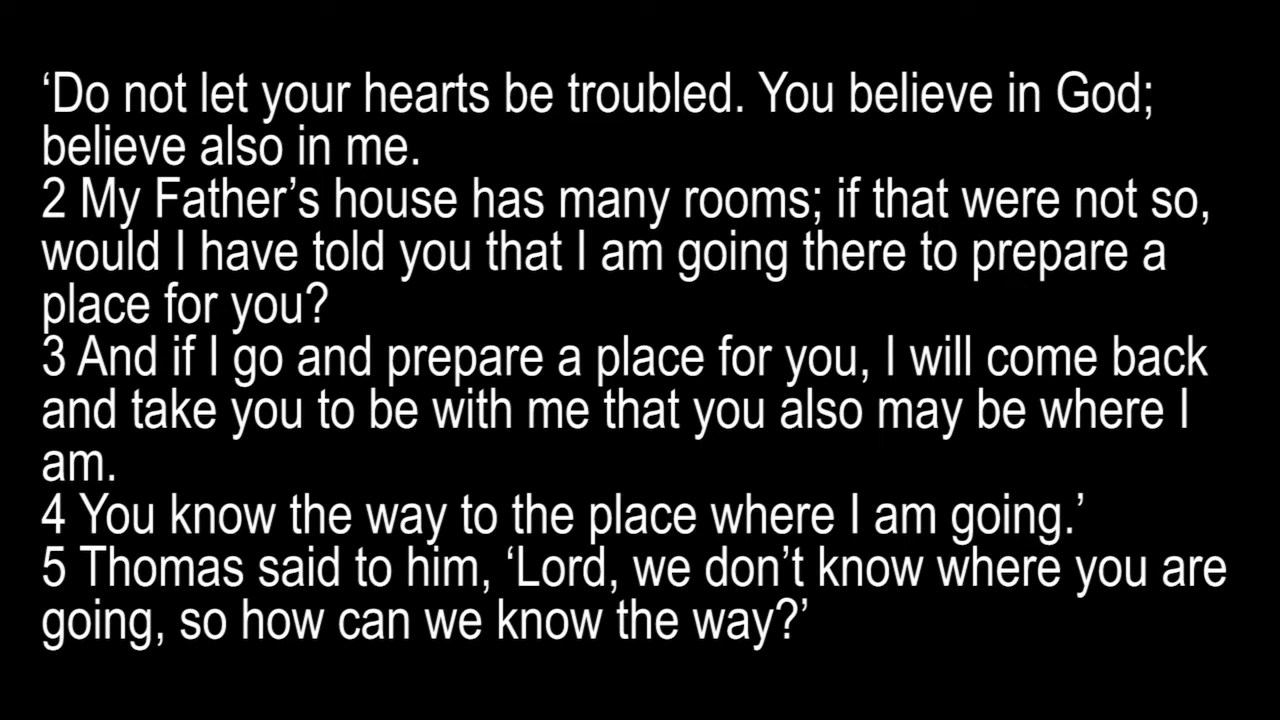 ‘Do not let your hearts be troubled. You believe in God;
believe also in me.
2 My Father’s house has many rooms; if that were not so,
would I have told you that I am going there to prepare a
place for you?
3 And if I go and prepare a place for you, I will come back
and take you to be with me that you also may be where I
am.
4 You know the way to the place where I am going.’
5 Thomas said to him, ‘Lord, we don’t know where you are
going, so how can we know the way?’